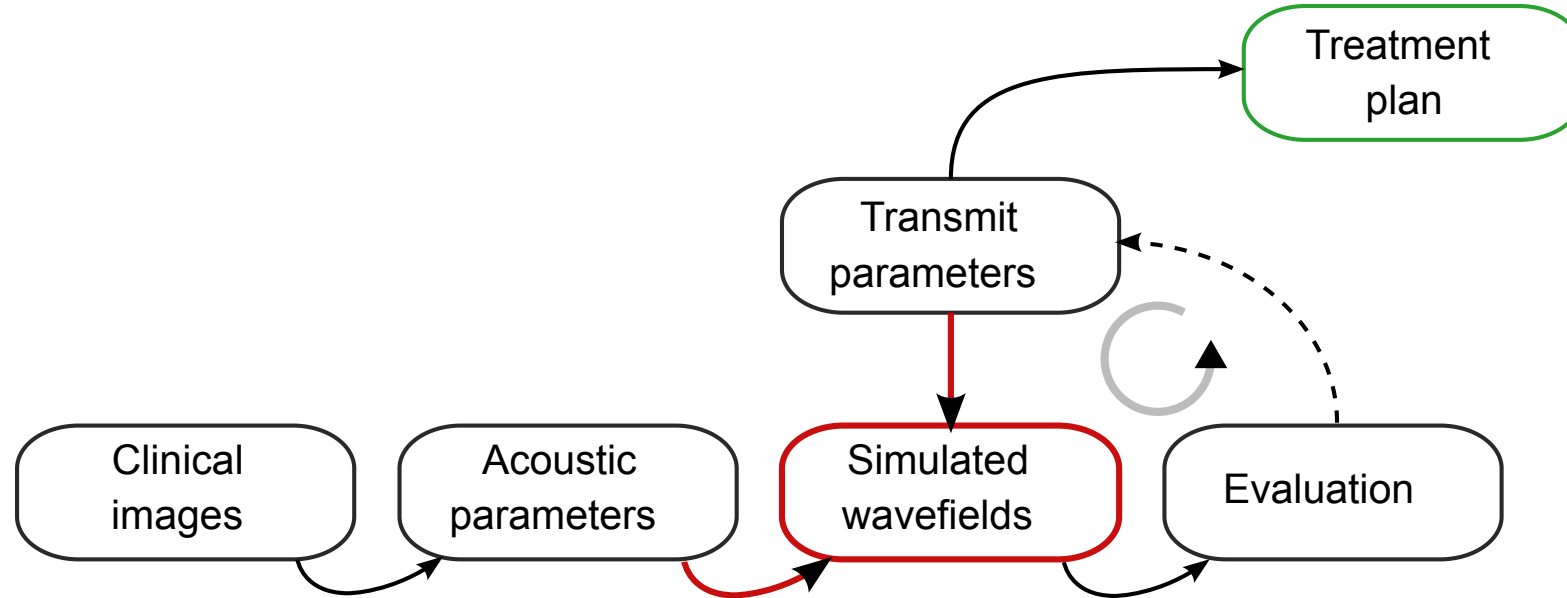 Treatment
plan
Transmit
parameters
Clinical
images
Acoustic
parameters
Simulated
wavefields
Evaluation